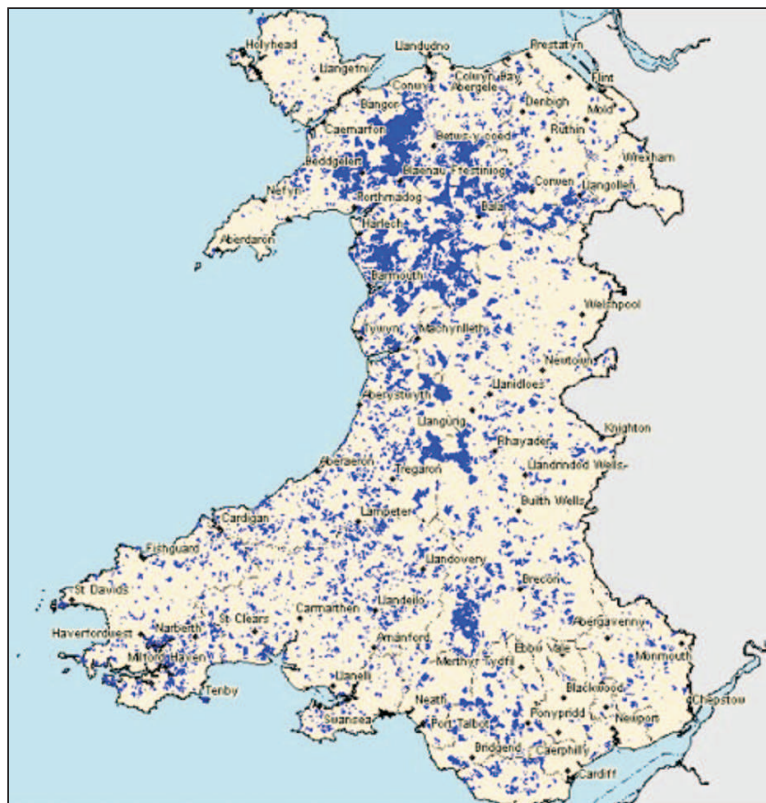 Holyhead
Llandudno
Prestatyn
Llangefni
Colwyn Bay
Conwy
Abergele
Flint
Bangor
Denbigh
Mold
Caernarfon
Betws-y-coed
Ruthin
Beddgelert
Blaenau Ffestiniog
Wrexham
Corwen
Llangollen
Nefyn
Porthmadog
Bala
Harlech
Aberdaron
Barmouth
Welshpool
Tywyn
Machynlleth
Newtown
Llanidloes
Aberystwyth
Llangurig
Knighton
Rhayader
Aberaeron
Tregaron
Llandrindod Wells
Builth Wells
Lampeter
Cardigan
Fishguard
Llandovery
Brecon
St Davids
Llandeilo
St Clears
Carmarthen
Abergavenny
Haverfordwest
Narberth
Amanford
Ebbw Vale
Monmouth
Milford Haven
Merthyr Tydfil
Llanelli
Blackwood
Tenby
Neath
Chepstow
Swansea
Port Talbot
Ponypridd
Newport
Bridgend
Caerphilly
Cardiff